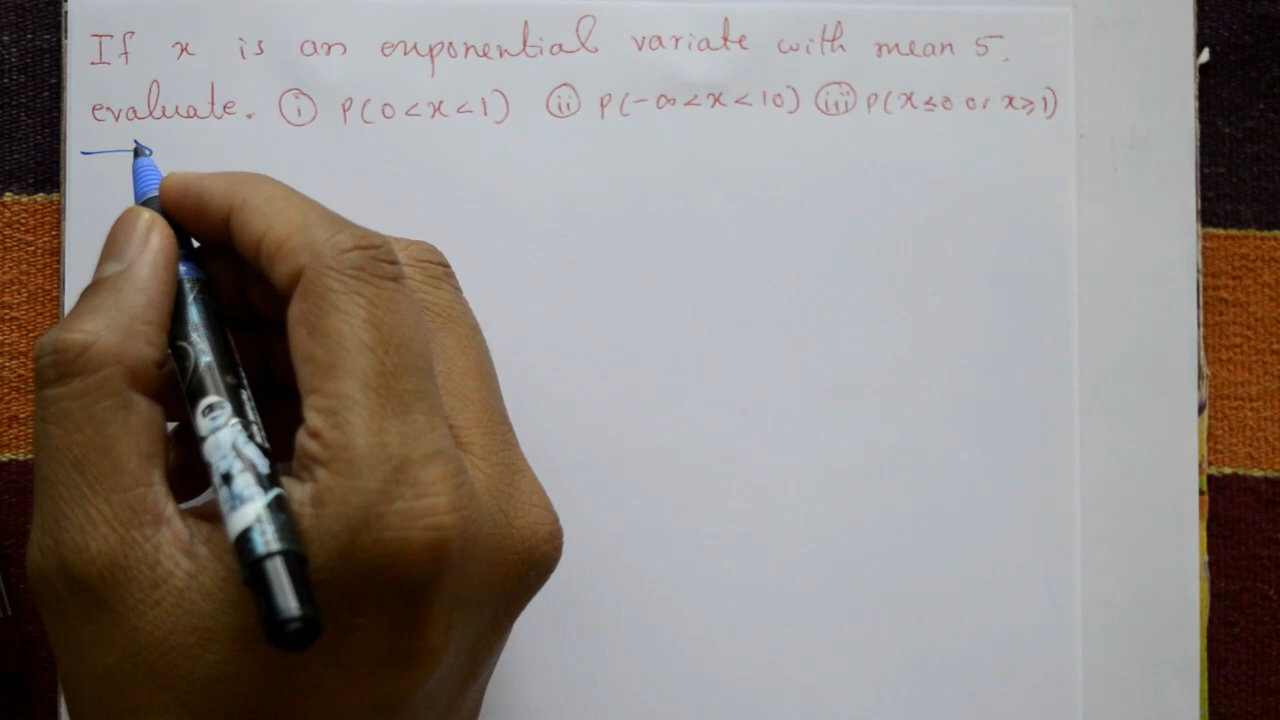 If x is an exponential variate with mean 5.
evaluate. (i) P(0<x<1) (ii) P(-∞<x<10) (iii) P(x≤0 or x≥1)